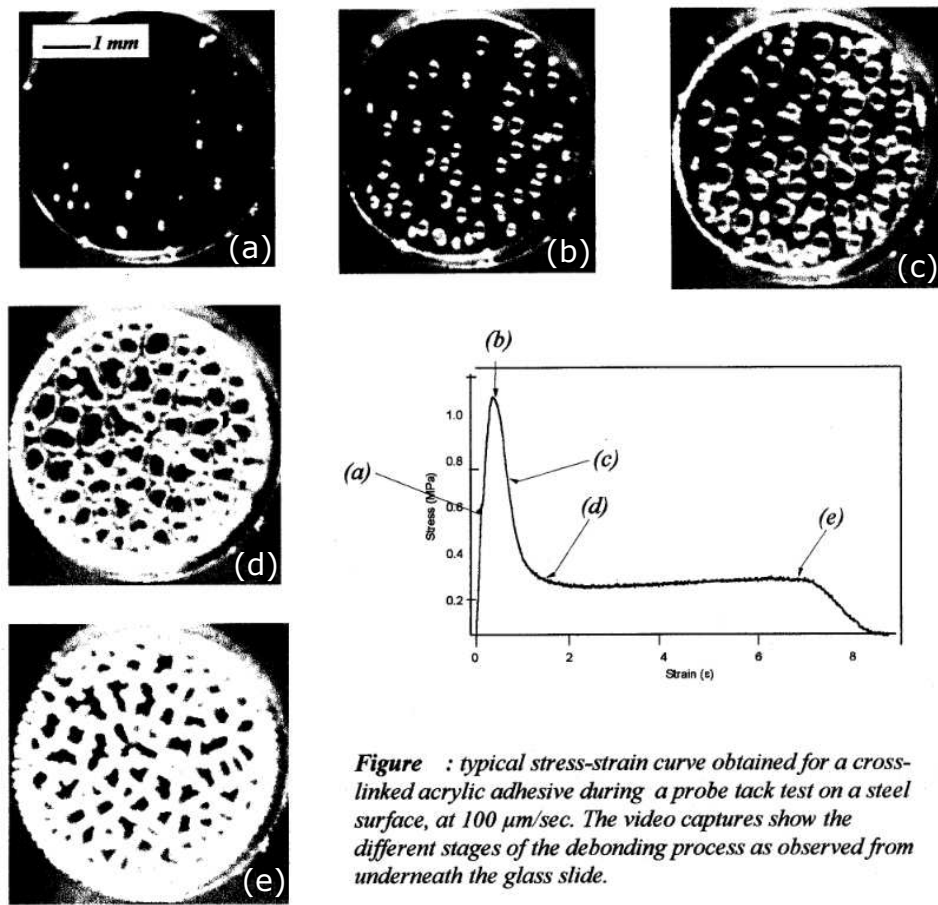 1 mm
(a)
(b)
(c)
(d)
(e)
(b)
(a)
(c)
(d)
(e)
1.0
0.8
0.6
0.4
0.2
Stress (MPa)
0
2
4
6
8
Strain (ε)
Figure : typical stress-strain curve obtained for a cross-
linked acrylic adhesive during a probe tack test on a steel
surface, at 100 µm/sec. The video captures show the
different stages of the debonding process as observed from
underneath the glass slide.